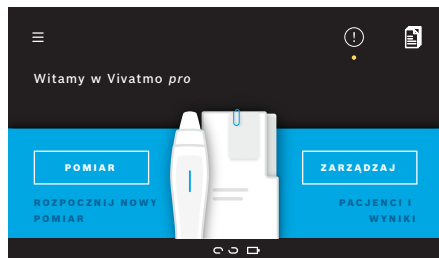 Witamy w Vivatmo pro
POMIAR
ZARZĄDZAJ
ROZPOCZNIJ NOWY
POMIAR
PACJENCI I
WYNIKI